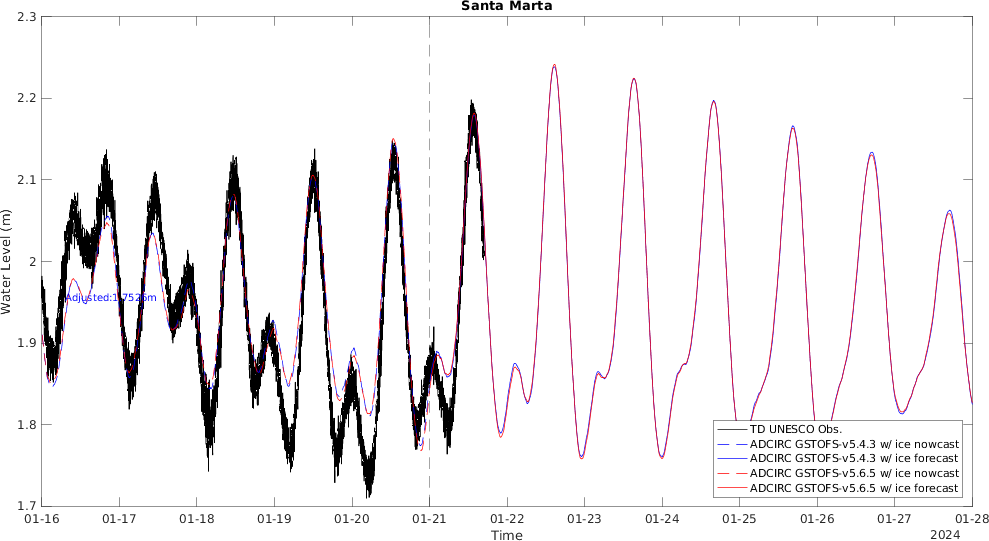 Santa Marta
2.3
2.2
2.1
2
1.9
1.8
1.7
Water Level (m)
Adjusted:1.7526m
TD UNESCO Obs.
ADCIRC GSTOFS-v5.4.3 w/ ice nowcast
ADCIRC GSTOFS-v5.4.3 w/ ice forecast
ADCIRC GSTOFS-v5.6.5 w/ ice nowcast
ADCIRC GSTOFS-v5.6.5 w/ ice forecast
01-16 01-17 01-18 01-19 01-20 01-21 01-22 01-23 01-24 01-25 01-26 01-27 01-28
Time
2024